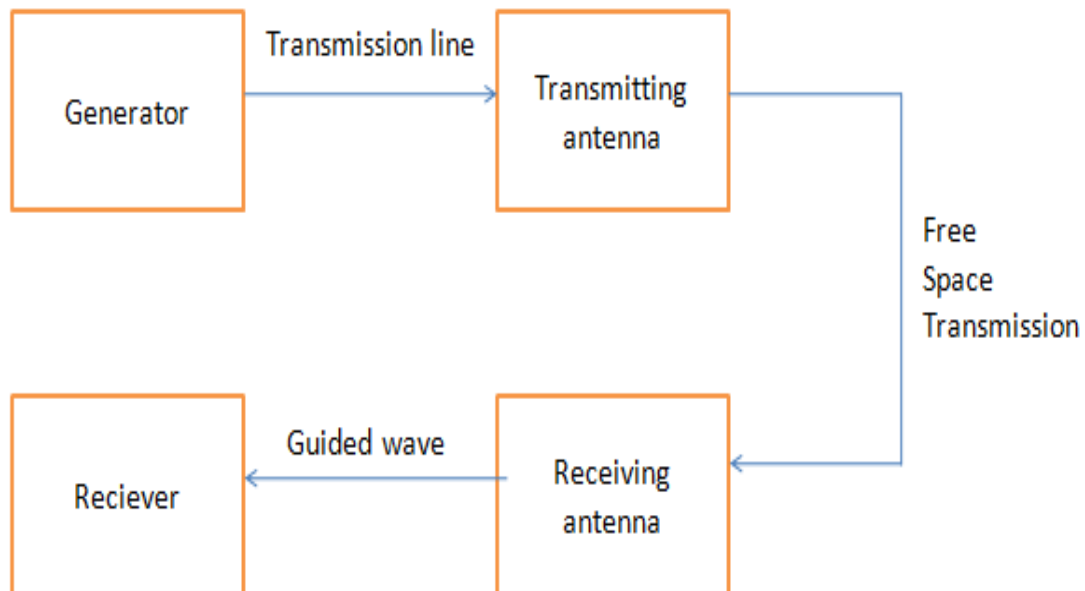 Generator
Transmission line
Transmitting
antenna
Free
Space
Transmission
Receiving
antenna
Guided wave
Reciever